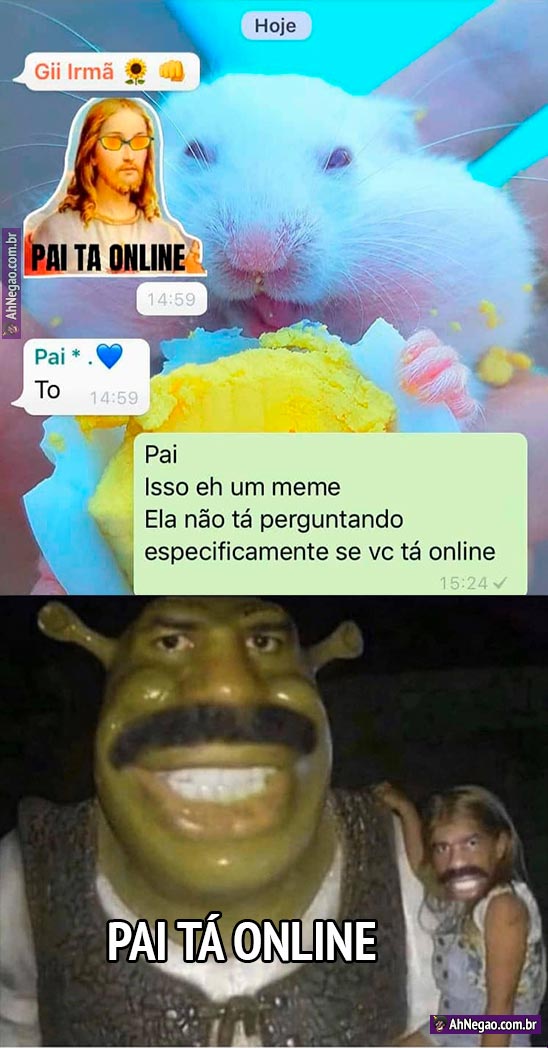 Hoje
Gii Irmã 🌻 👊
PAI TA ONLINE
14:59
AhNegao.com.br
Pai * . 💙
To
14:59
Pai
Isso eh um meme
Ela não tá perguntando
especificamente se vc tá online
15:24
PAI TÁ ONLINE
AhNegao.com.br